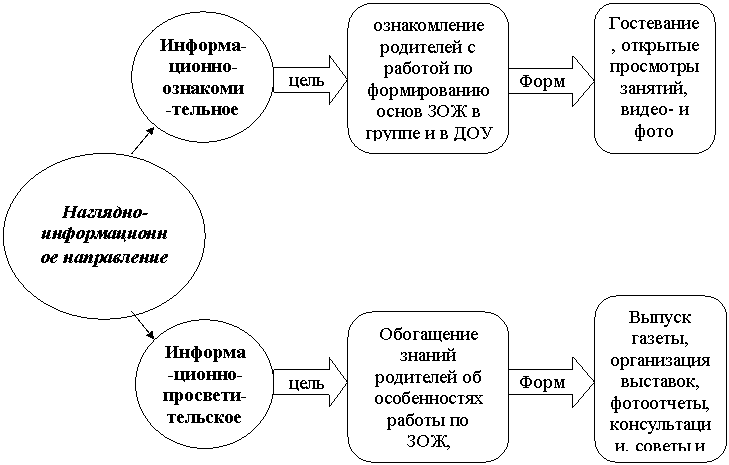 Информа-
ционно-
ознакоми
-тельное
цель
ознакомление
родителей с
работой по
формированию
основ ЗОЖ в
группе и в ДОУ
Форм
Гостевание
, открытые
просмотры
занятий,
видео- и
фото
Наглядно-
информационн
ое направление
Информа
-ционно-
просвети-
тельское
цель
Обогащение
знаний
родителей об
особенностях
работы по
ЗОЖ,
Форм
Выпуск
газеты,
организация
выставок,
фотоотчеты,
консультаци
и, советы и